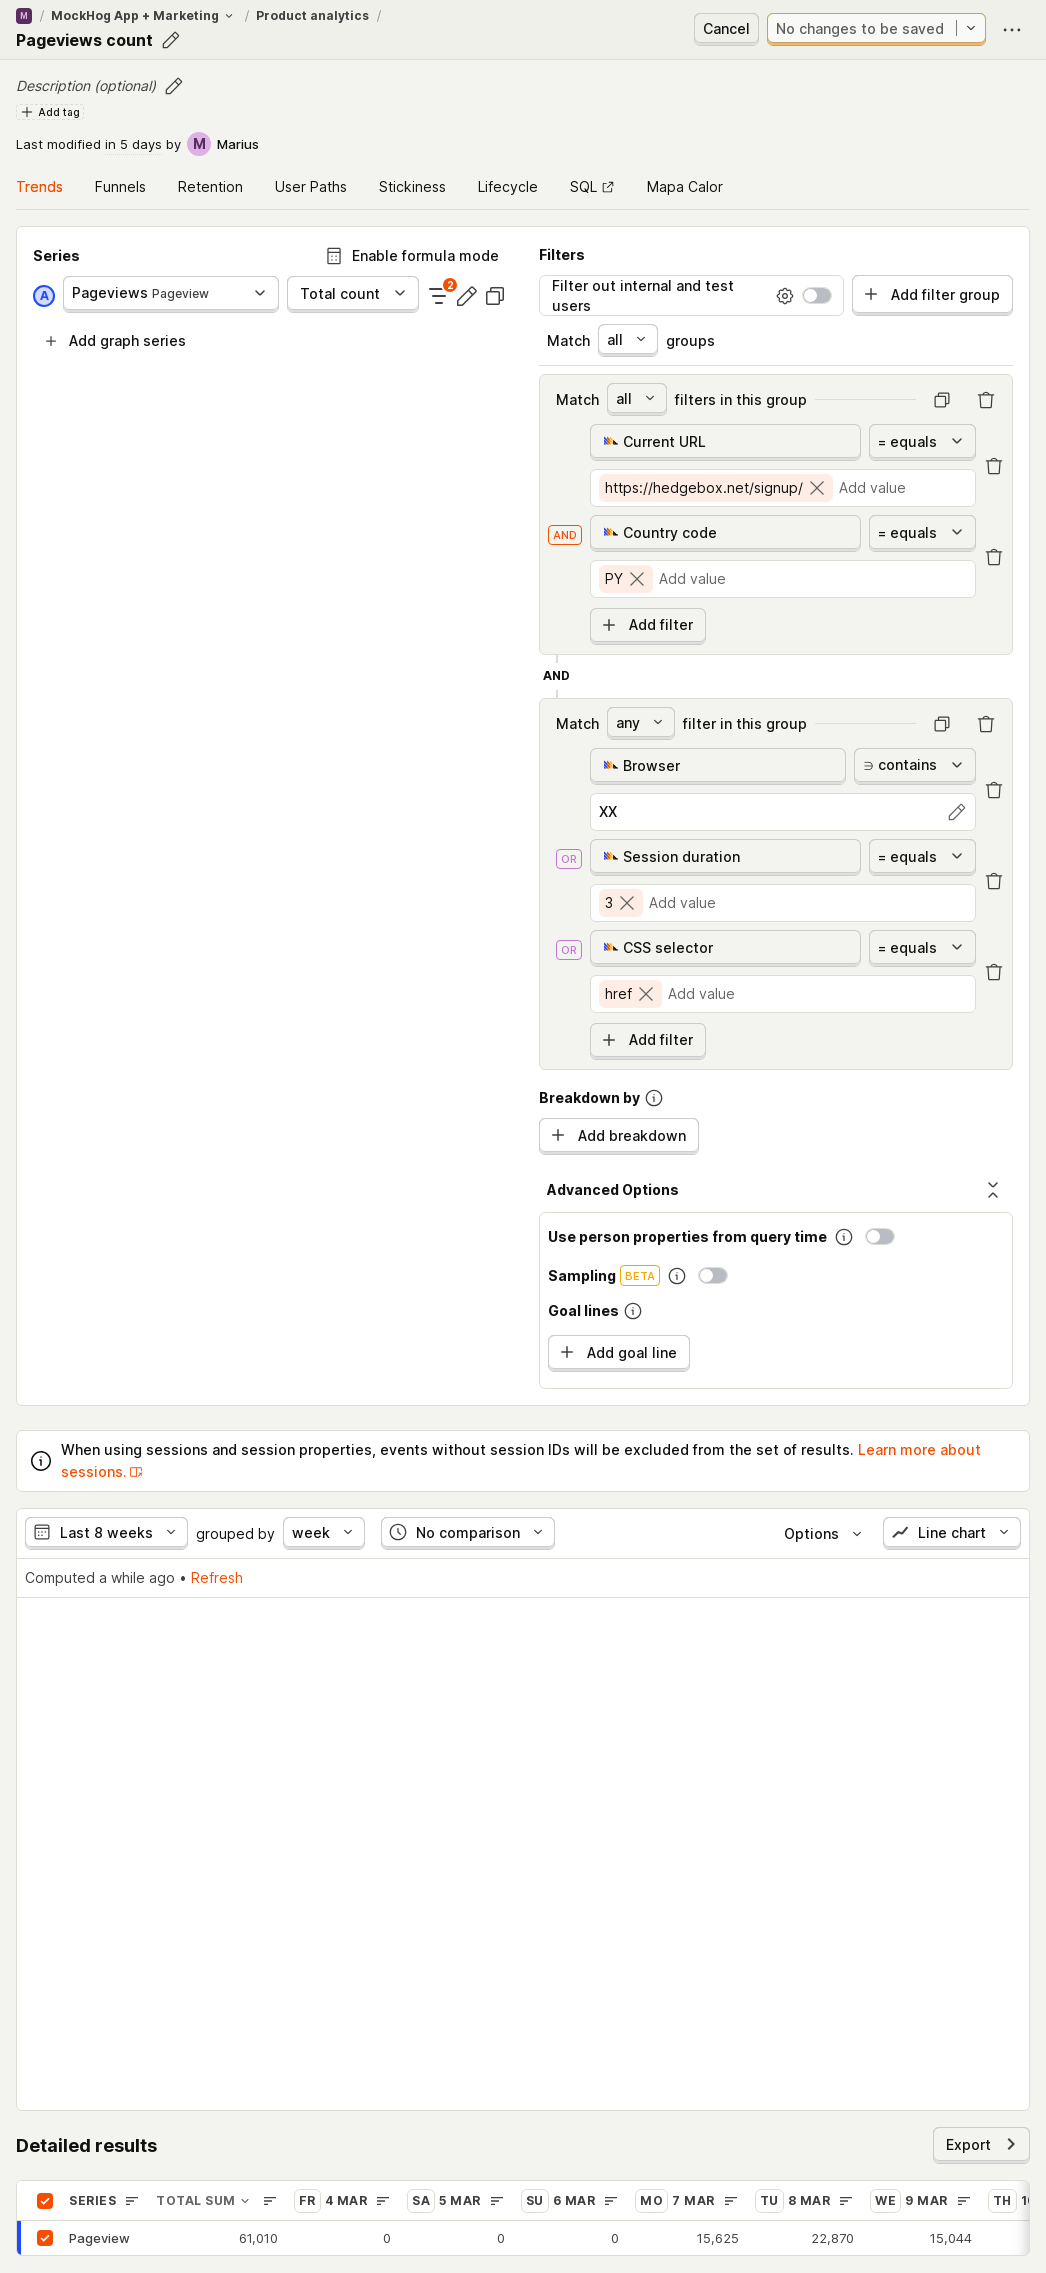 M / MockHog App + Marketing / Product analytics /
Pageviews count
Cancel
No changes to be saved
Description (optional)
Add tag
Last modified in 5 days by M Marius
Trends Funnels Retention User Paths Stickiness Lifecycle SQL Mapa Calor
Series
Enable formula mode
A Pageviews Pageview Total count 2
Add graph series
Filters
Filter out internal and test users
Add filter group
Match all groups
Match all filters in this group
Current URL = equals
https://hedgebox.net/signup/ Add value
AND Country code = equals
PY Add value
Add filter
AND
Match any filter in this group
Browser ∋ contains
XX
OR Session duration = equals
3 Add value
OR CSS selector = equals
href Add value
Add filter
Breakdown by
Add breakdown
Advanced Options
Use person properties from query time
Sampling BETA
Goal lines
Add goal line
When using sessions and session properties, events without session IDs will be excluded from the set of results. Learn more about
sessions.
Last 8 weeks grouped by week No comparison Options Line chart
Computed a while ago • Refresh
Detailed results
Export
SERIES TOTAL SUM FR 4 MAR SA 5 MAR SU 6 MAR MO 7 MAR TU 8 MAR WE 9 MAR TH
Pageview 61,010 0 0 0 15,625 22,870 15,044